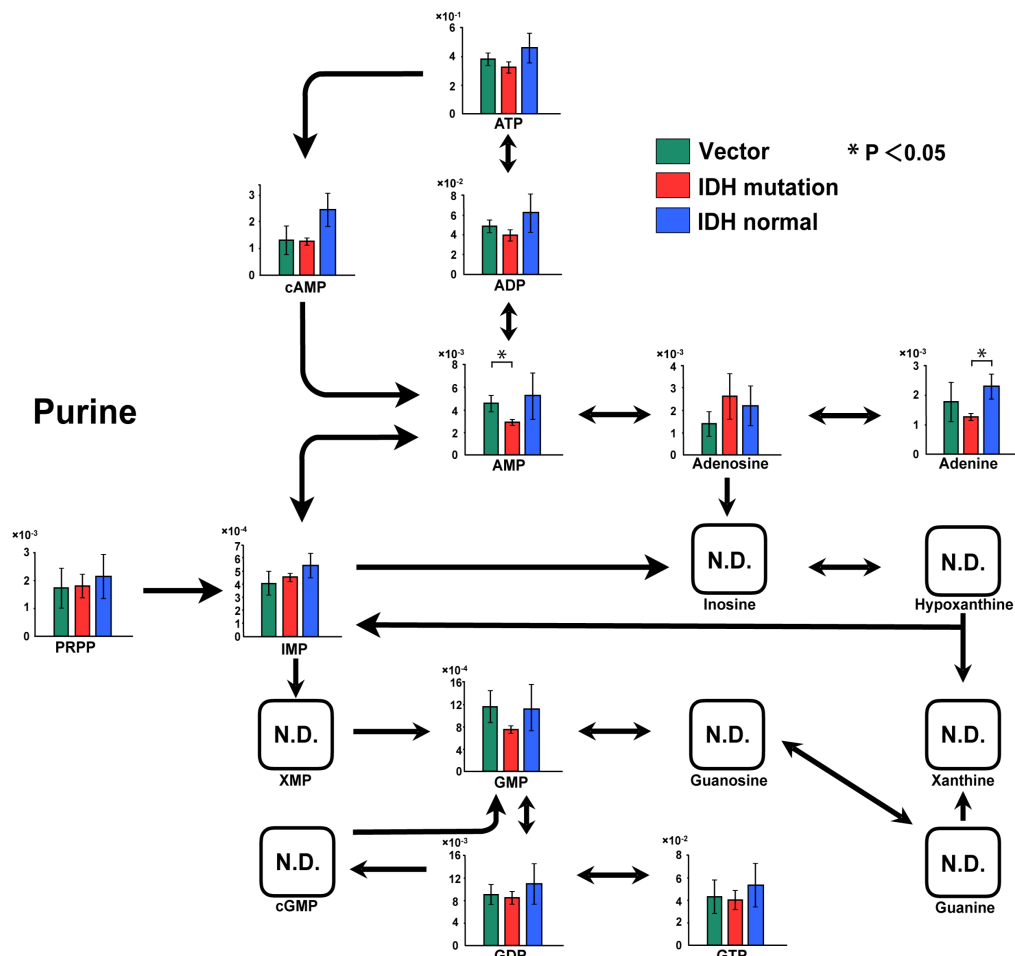 ×10-1
4
2
0
ATP
Vector
* P <0.05
IDH mutation
IDH normal
3
2
1
0
cAMP
×10-2
8
6
4
2
0
ADP
Purine
×10-3
8
6
4
2
0
*
AMP
×10-3
4
3
2
1
0
Adenosine
×10-3
3
2
1
0
*
Adenine
×10-3
3
2
1
0
PRPP
×10-4
7
6
5
4
3
2
1
0
IMP
N.D.
Inosine
N.D.
Hypoxanthine
N.D.
XMP
×10-4
16
12
8
4
GMP
N.D.
Guanosine
N.D.
Xanthine
N.D.
cGMP
×10-3
16
12
8
4
0
GDP
×10-2
8
6
4
2
0
GTP
N.D.
Guanine